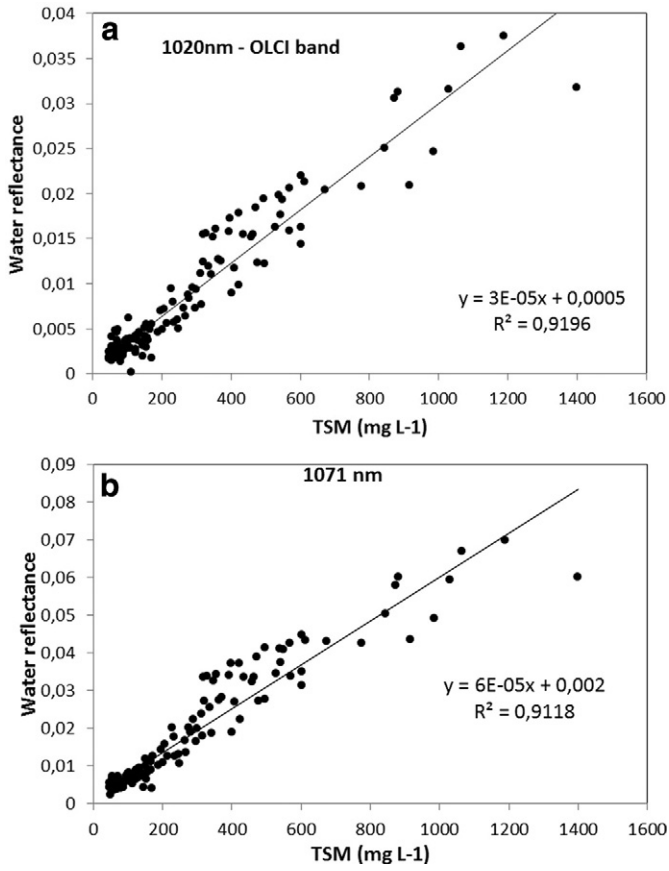 a
1020nm - OLCI band
0,04
0,035
0,03
0,025
0,02
0,015
0,01
0,005
0
Water reflectance
y = 3E-05x + 0,0005
R² = 0,9196
0 200 400 600 800 1000 1200 1400 1600
TSM (mg L-1)
b
1071 nm
0,09
0,08
0,07
0,06
0,05
0,04
0,03
0,02
0,01
0
Water reflectance
y = 6E-05x + 0,002
R² = 0,9118
0 200 400 600 800 1000 1200 1400 1600
TSM (mg L-1)